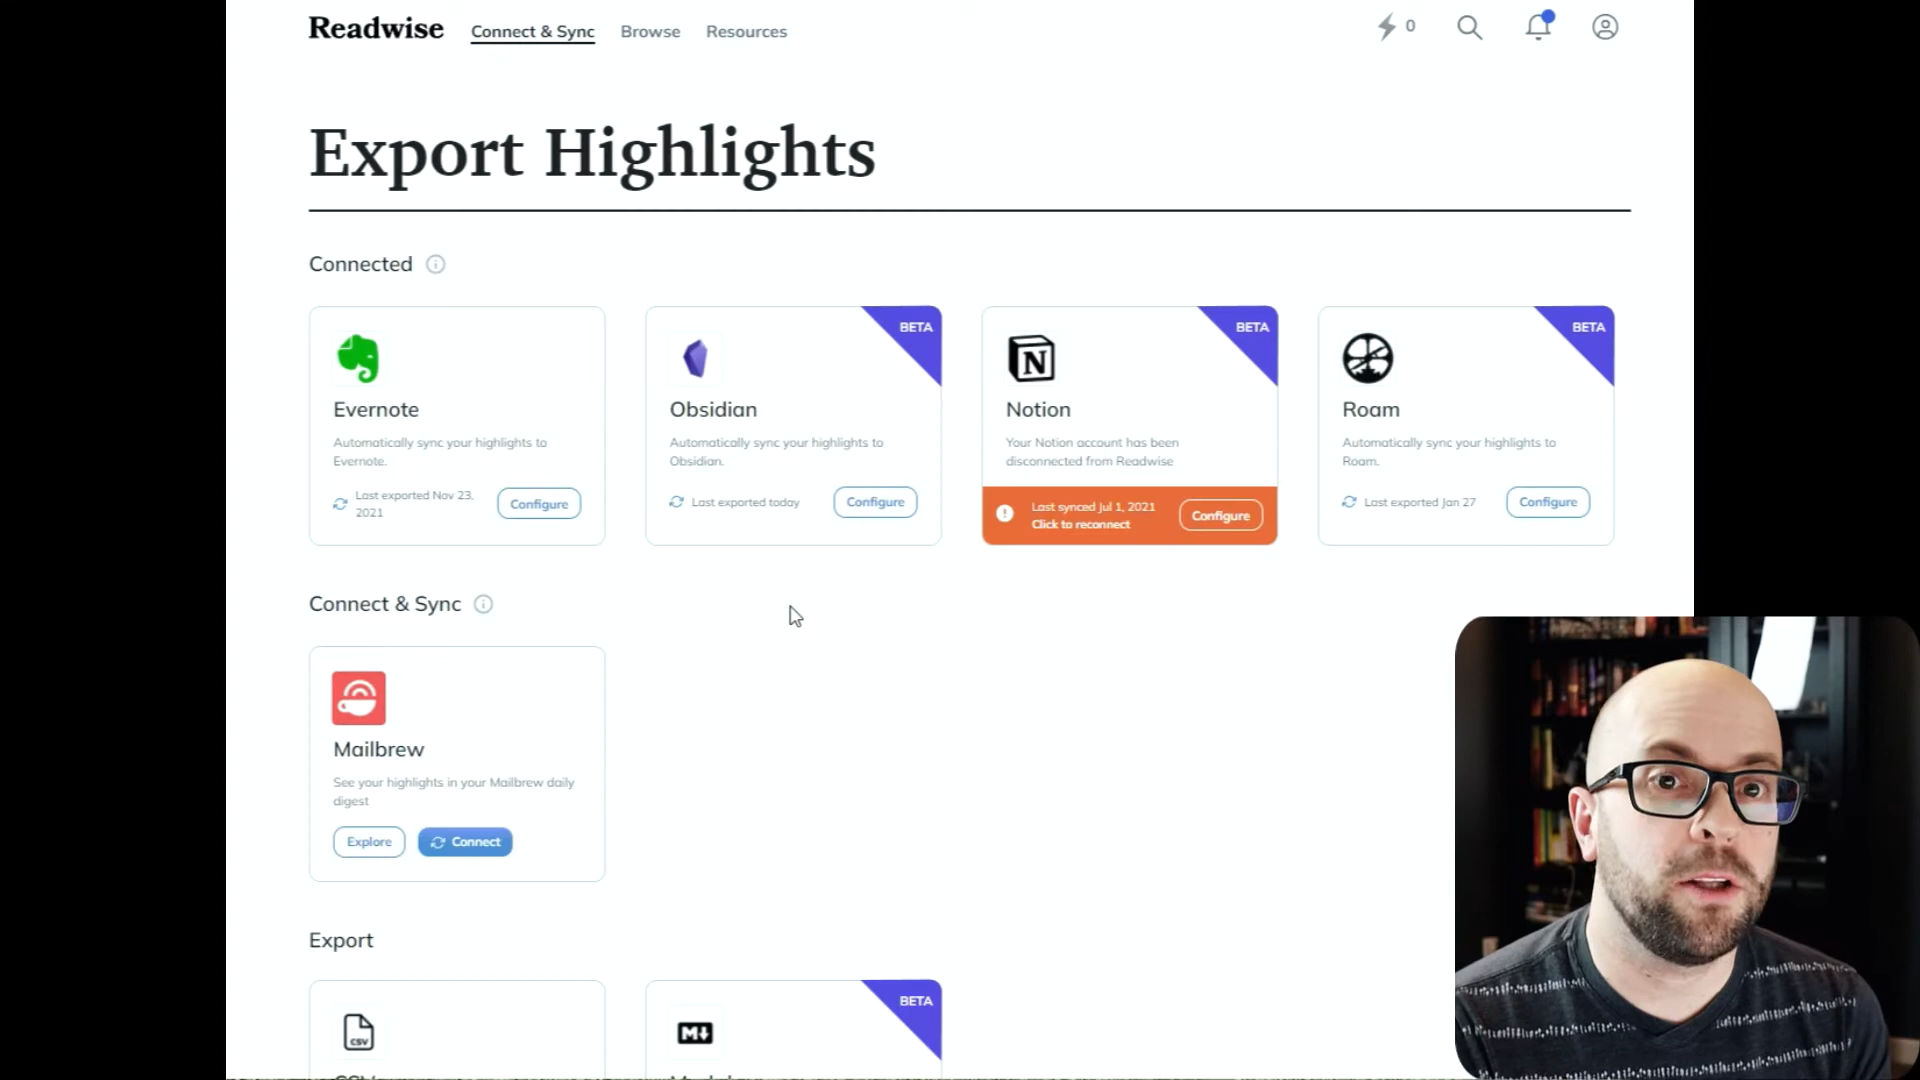 Readwise Connect & Sync Browse Resources 0
Export Highlights
Connected
BETA
BETA
BETA
N
Evernote
Automatically sync your highlights to
Evernote.
Last exported Nov 23,
2021
Configure
Obsidian
Automatically sync your highlights to
Obsidian.
Last exported today
Configure
Notion
Your Notion account has been
disconnected from Readwise
Last synced Jul 1, 2021
Click to reconnect
Configure
Roam
Automatically sync your highlights to
Roam.
Last exported Jan 27
Configure
Connect & Sync
Mailbrew
See your highlights in your Mailbrew daily
digest
Explore
Connect
Export
CSV
BETA
M